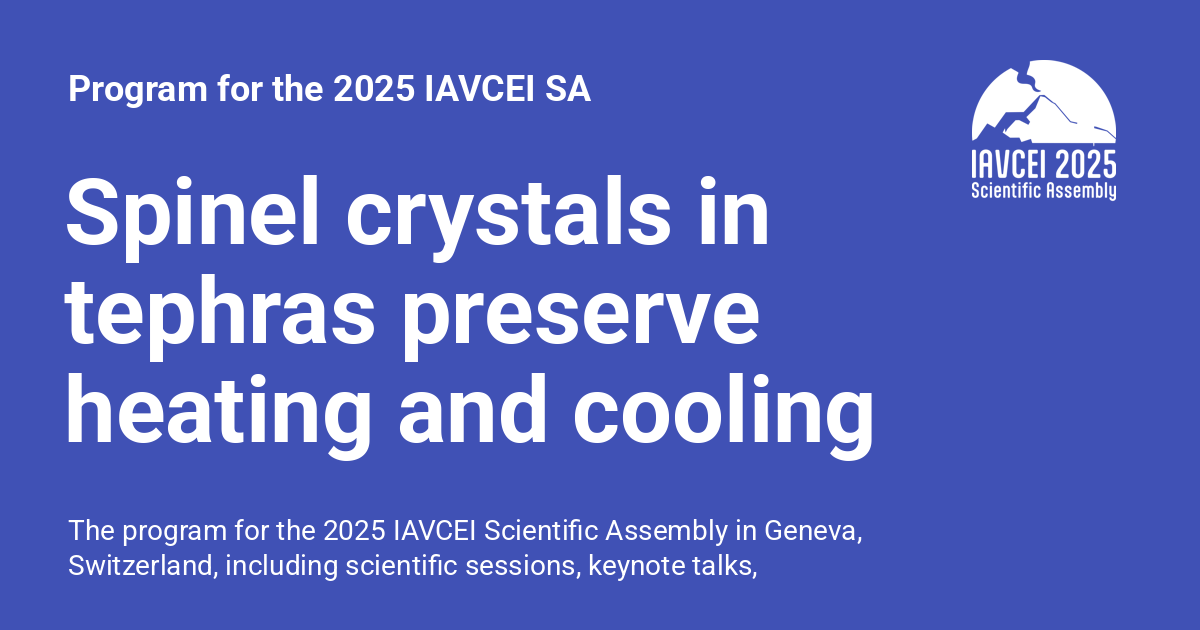 Program for the 2025 IAVCEI SA
IAVCEI 2025
Scientific Assembly
Spinel crystals in
tephras preserve
heating and cooling
The program for the 2025 IAVCEI Scientific Assembly in Geneva,
Switzerland, including scientific sessions, keynote talks,